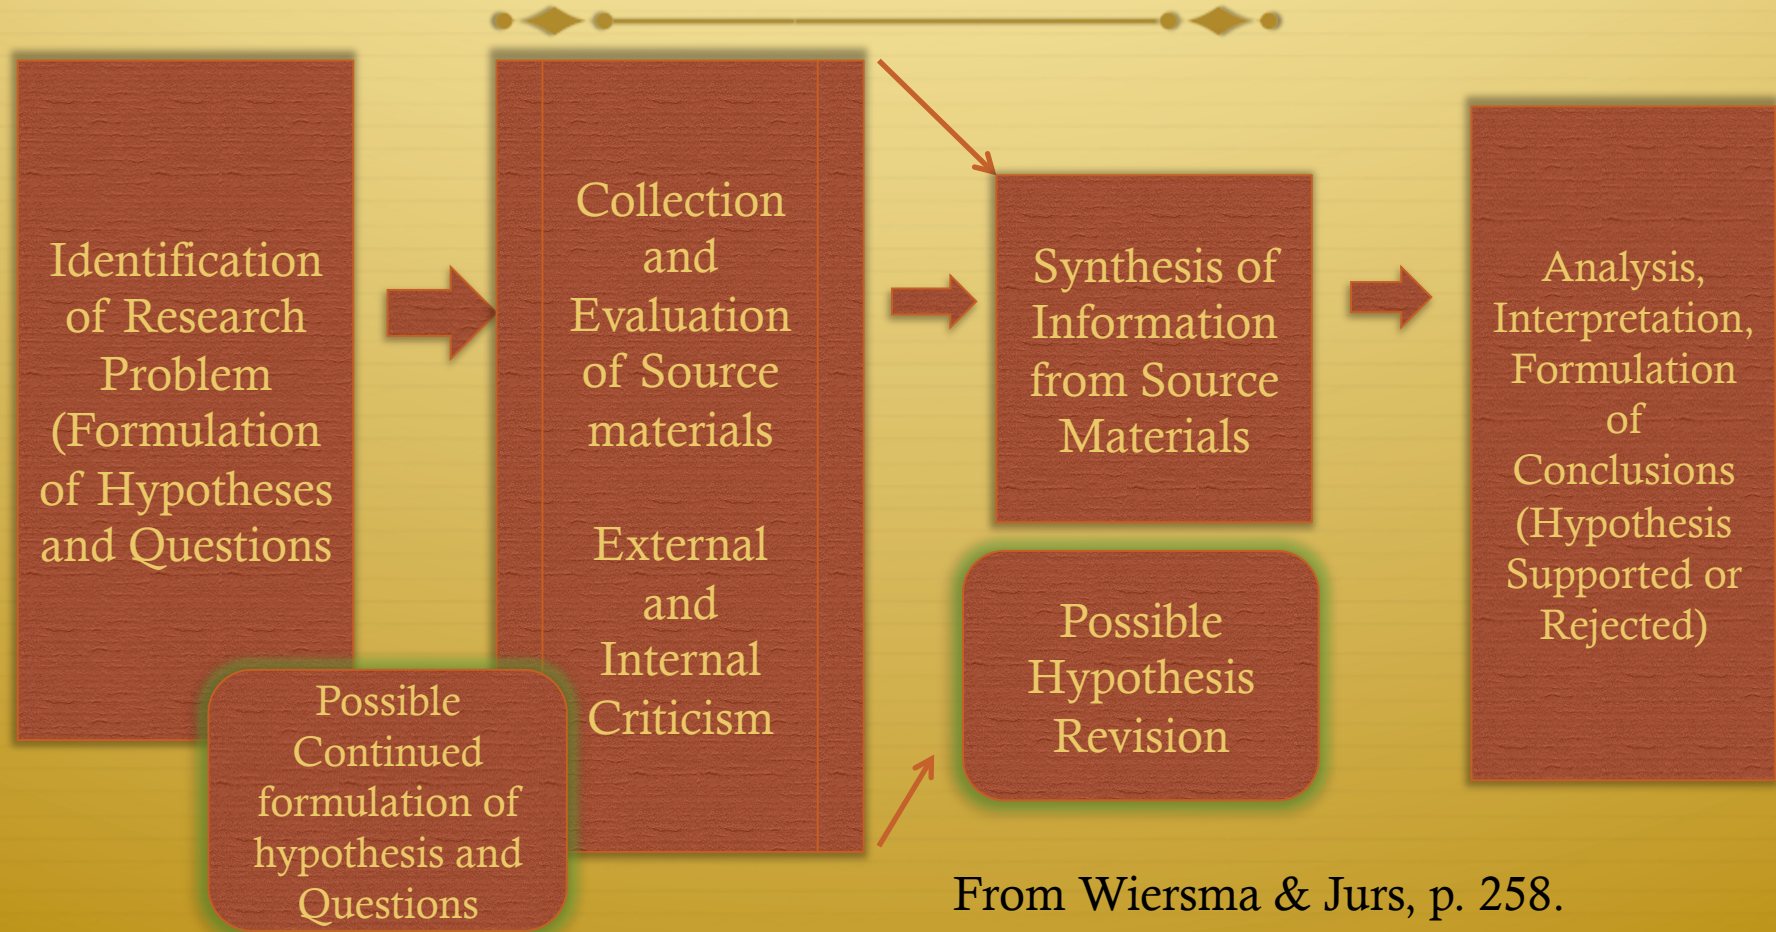 Identification
of Research
Problem
(Formulation
of Hypotheses
and Questions
Possible
Continued
formulation of
hypothesis and
Questions
Collection
and
Evaluation
of Source
materials
External
and
Internal
Criticism
Synthesis of
Information
from Source
Materials
Possible
Hypothesis
Revision
Analysis,
Interpretation,
Formulation
of
Conclusions
(Hypothesis
Supported or
Rejected)
From Wiersma & Jurs, p. 258.